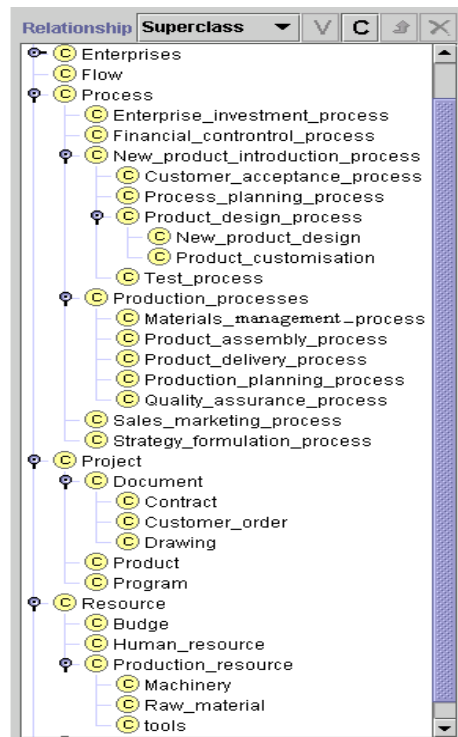 Relationship Superclass V C
C Enterprises
C Flow
C Process
C Enterprise_investment_process
C Financial_controntrol_process
C New_product_introduction_process
C Customer_acceptance_process
C Process_planning_process
C Product_design_process
C New_product_design
C Product_customisation
C Test_process
C Production_processes
C Materials_management_process
C Product_assembly_process
C Product_delivery_process
C Production_planning_process
C Quality_assurance_process
C Sales_marketing_process
C Strategy_formulation_process
C Project
C Document
C Contract
C Customer_order
C Drawing
C Product
C Program
C Resource
C Budge
C Human_resource
C Production_resource
C Machinery
C Raw_material
C tools